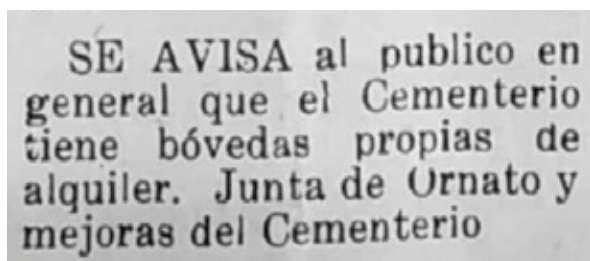 SE AVISA al publico en
general que el Cementerio
tiene bóvedas propias de
alquiler. Junta de Ornato y
mejoras del Cementerio